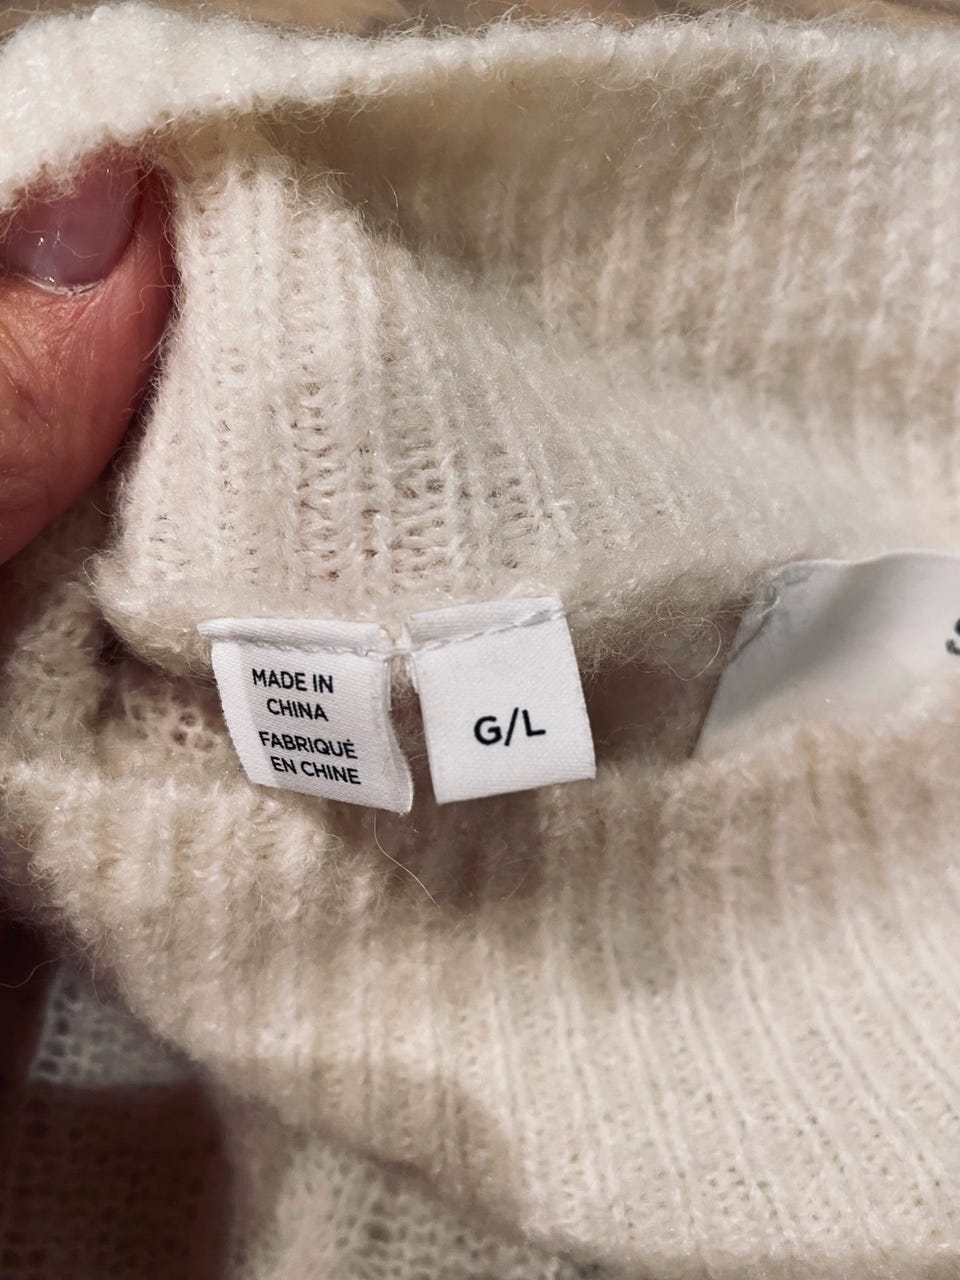 MADE IN
CHINA
FABRIQUÉ
EN CHINE
G/L